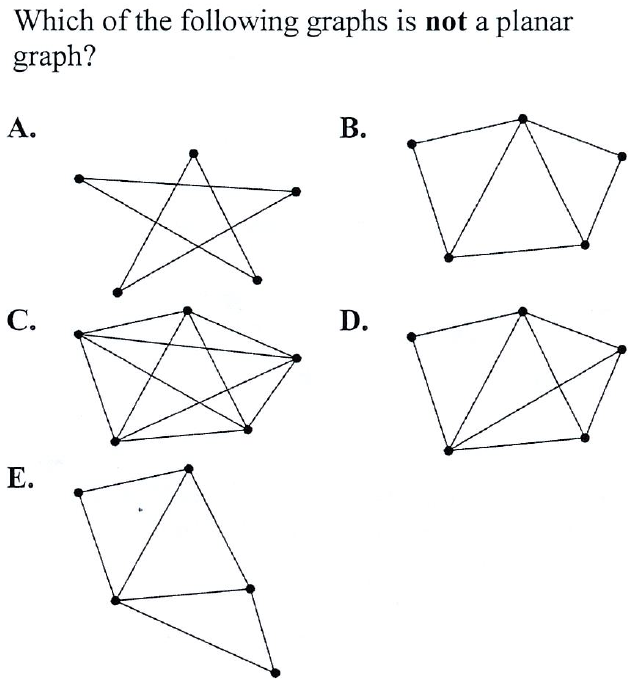 Which of the following graphs is not a planar
graph?
A.
B.
C.
D.
E.